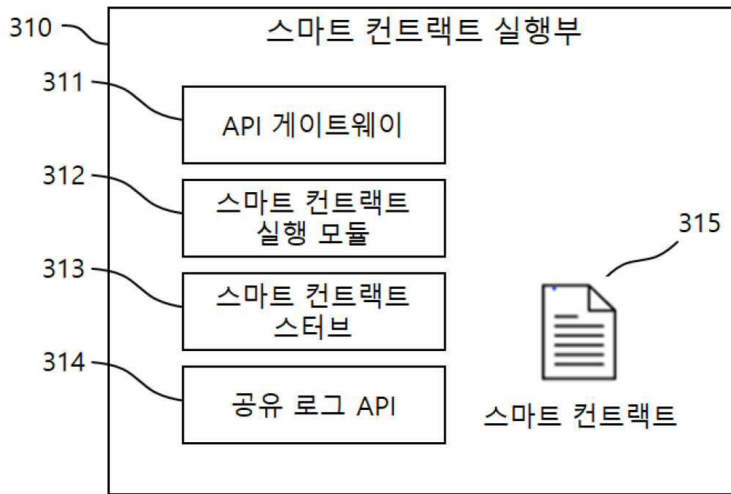 310
스마트 컨트랙트 실행부
311
API 게이트웨이
312
스마트 컨트랙트
실행 모듈
315
313
스마트 컨트랙트
스터브
314
공유 로그 API
스마트 컨트랙트